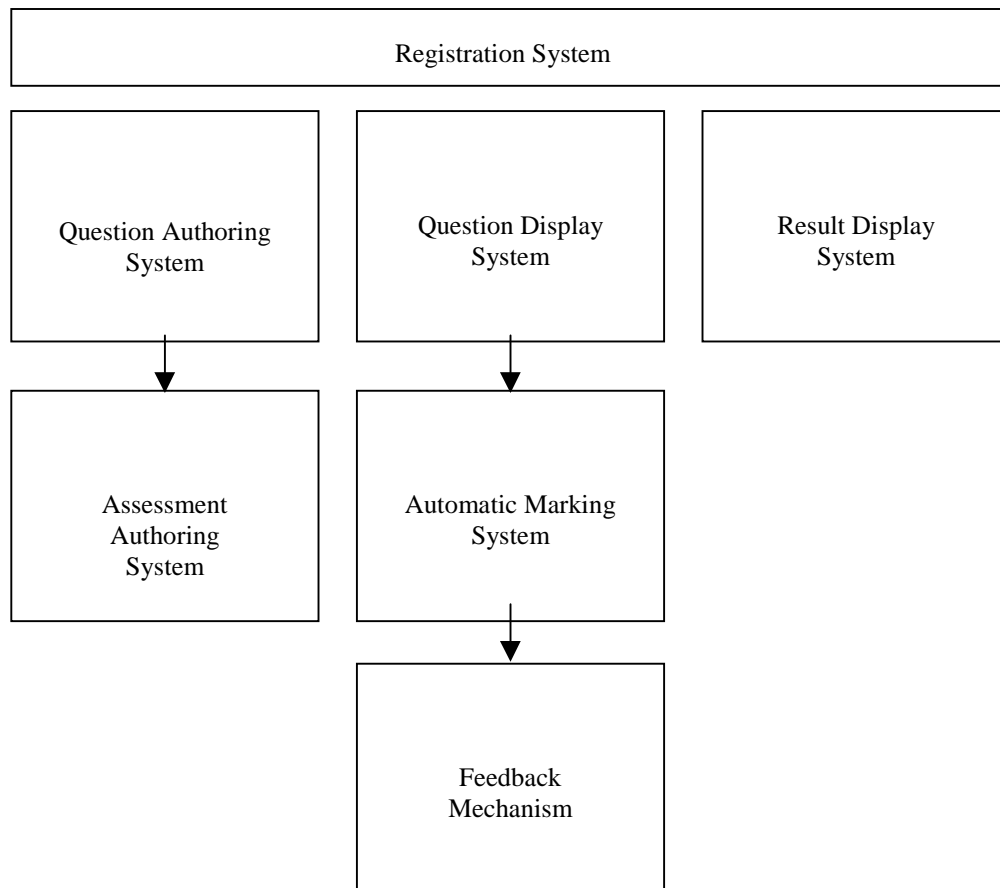 Registration System
Question Authoring
System
Question Display
System
Result Display
System
Assessment
Authoring
System
Automatic Marking
System
Feedback
Mechanism